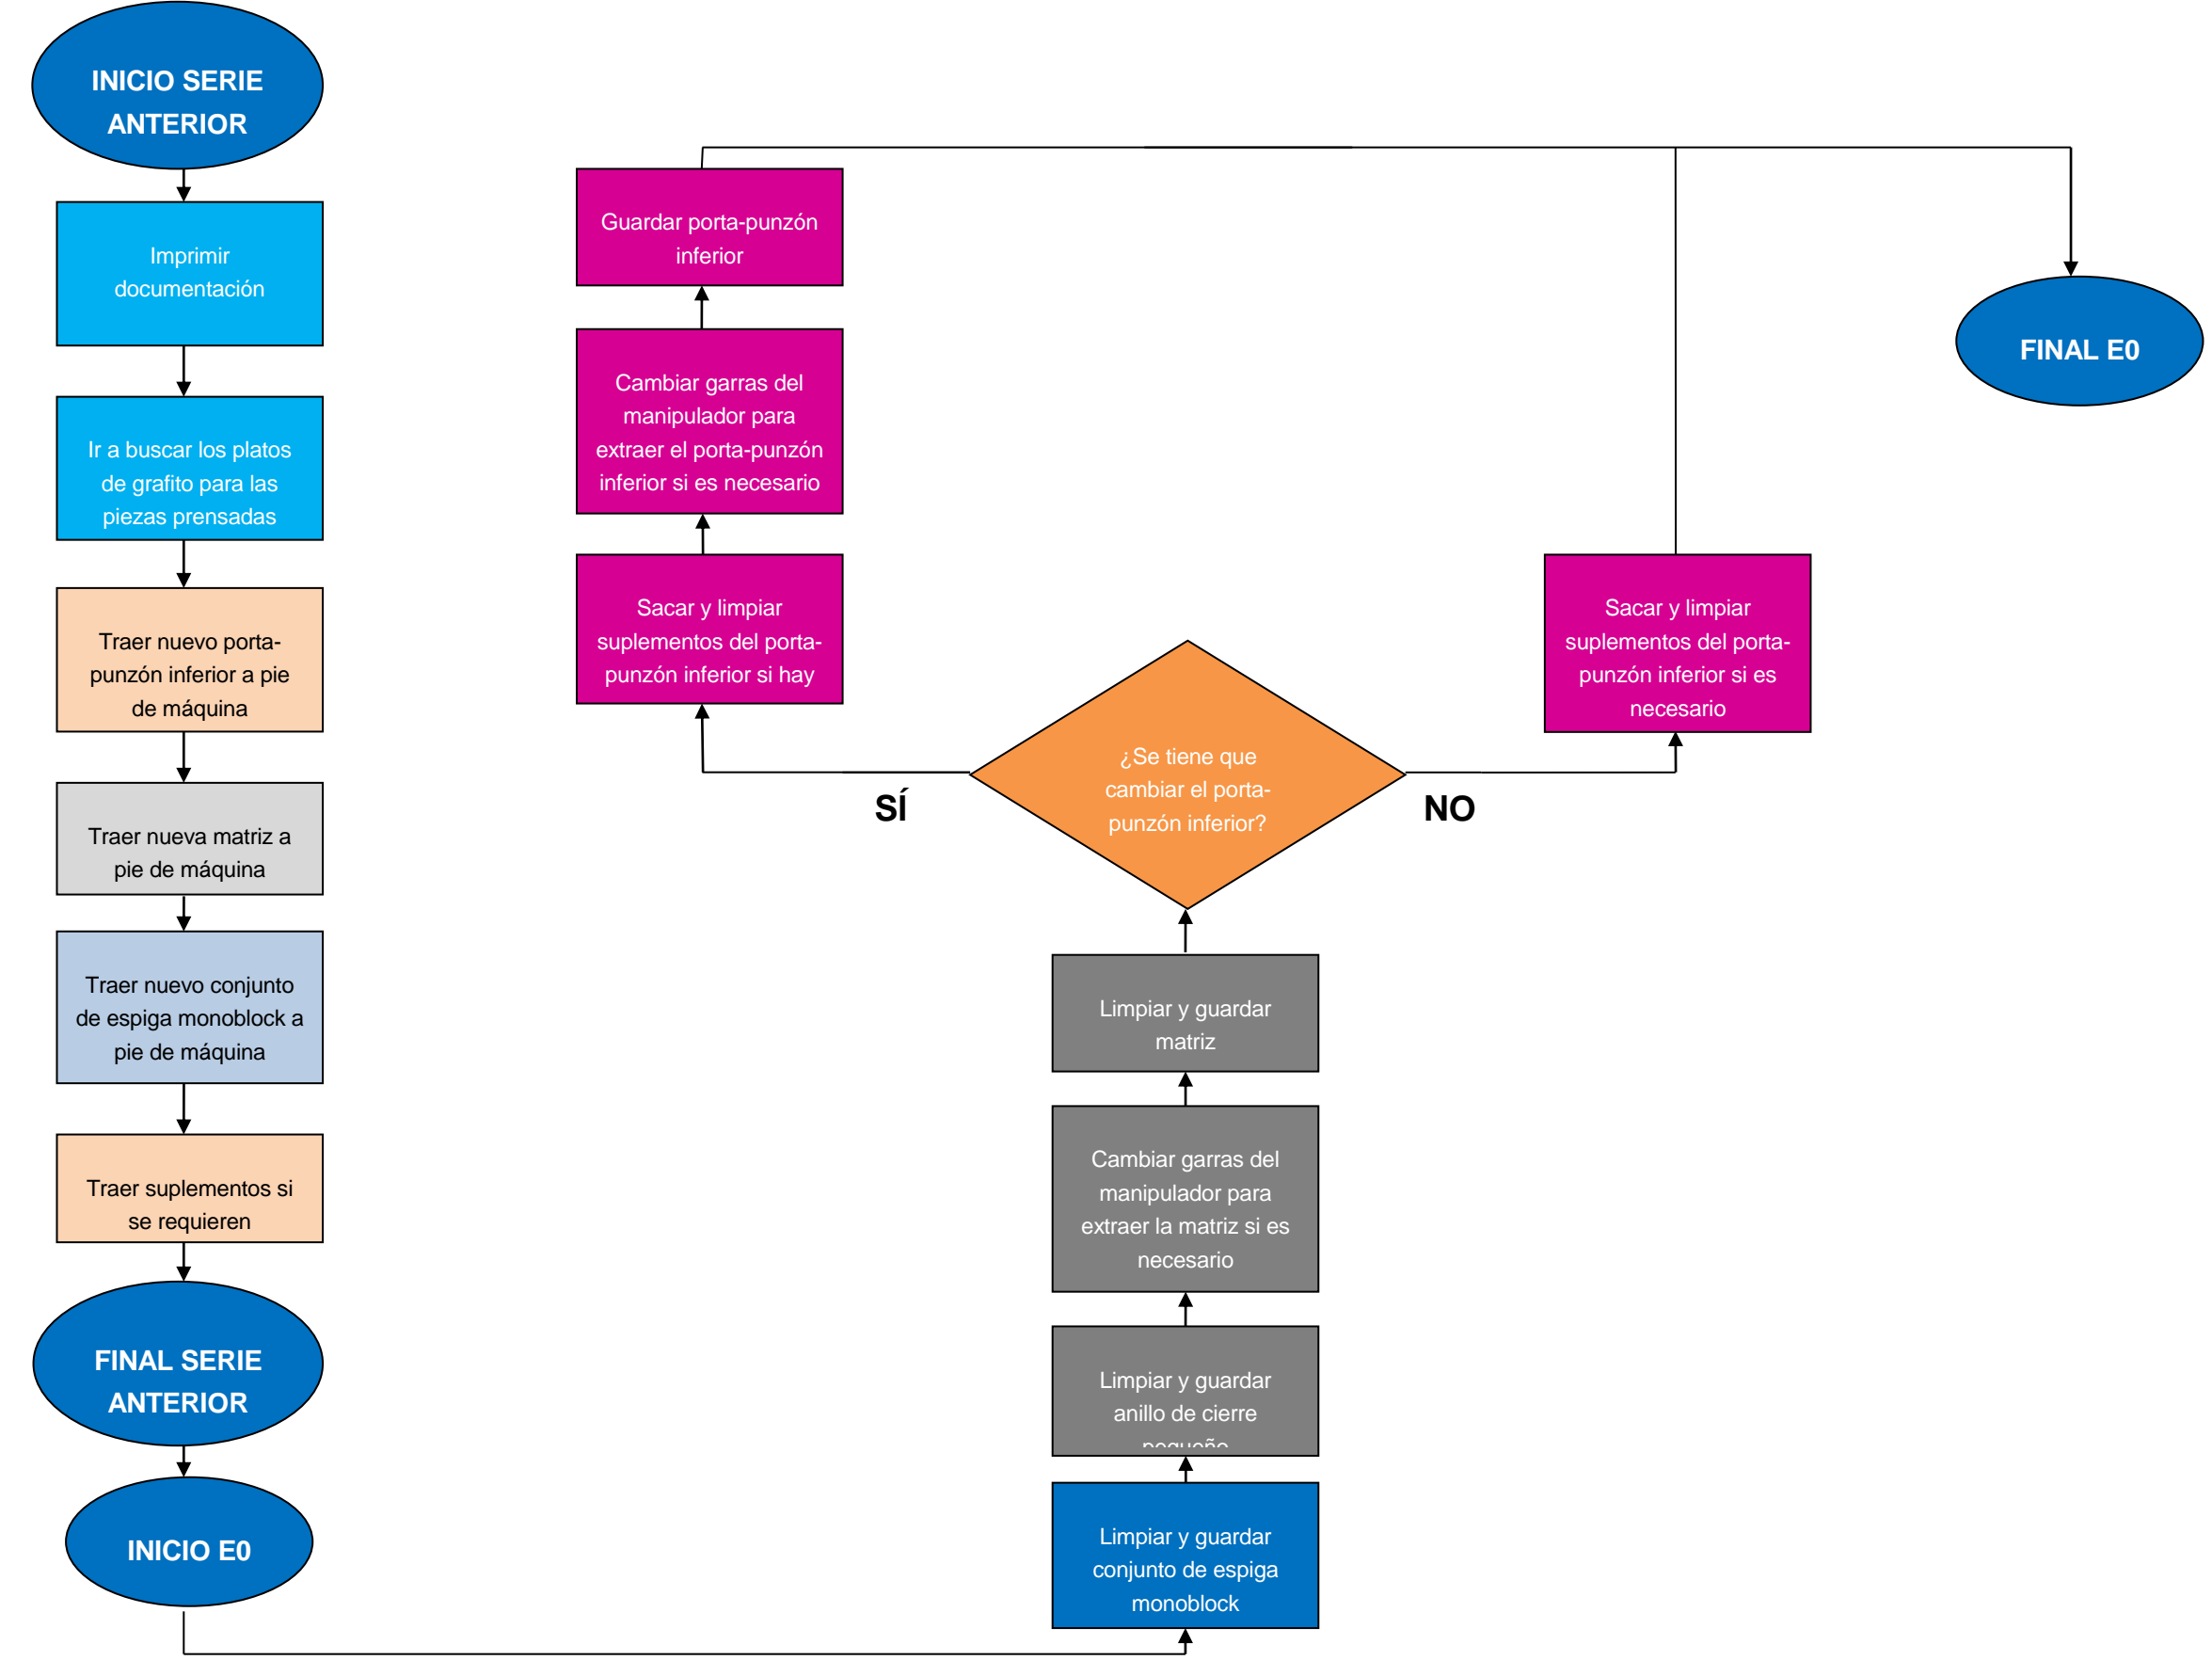 INICIO SERIE
ANTERIOR
Imprimir
documentación
Ir a buscar los platos
de grafito para las
piezas prensadas
Traer nuevo porta-
punzón inferior a pie
de máquina
Traer nueva matriz a
pie de máquina
Traer nuevo conjunto
de espiga monoblock a
pie de máquina
Traer suplementos si
se requieren
FINAL SERIE
ANTERIOR
INICIO E0
Limpiar y guardar
conjunto de espiga
monoblock
Limpiar y guardar
anillo de cierre
pequeño
Cambiar garras del
manipulador para
extraer la matriz si es
necesario
Limpiar y guardar
matriz
¿Se tiene que
cambiar el porta-
punzón inferior?
SÍ
Sacar y limpiar
suplementos del porta-
punzón inferior si hay
Cambiar garras del
manipulador para
extraer el porta-punzón
inferior si es necesario
Guardar porta-punzón
inferior
NO
Sacar y limpiar
suplementos del porta-
punzón inferior si es
necesario
FINAL E0